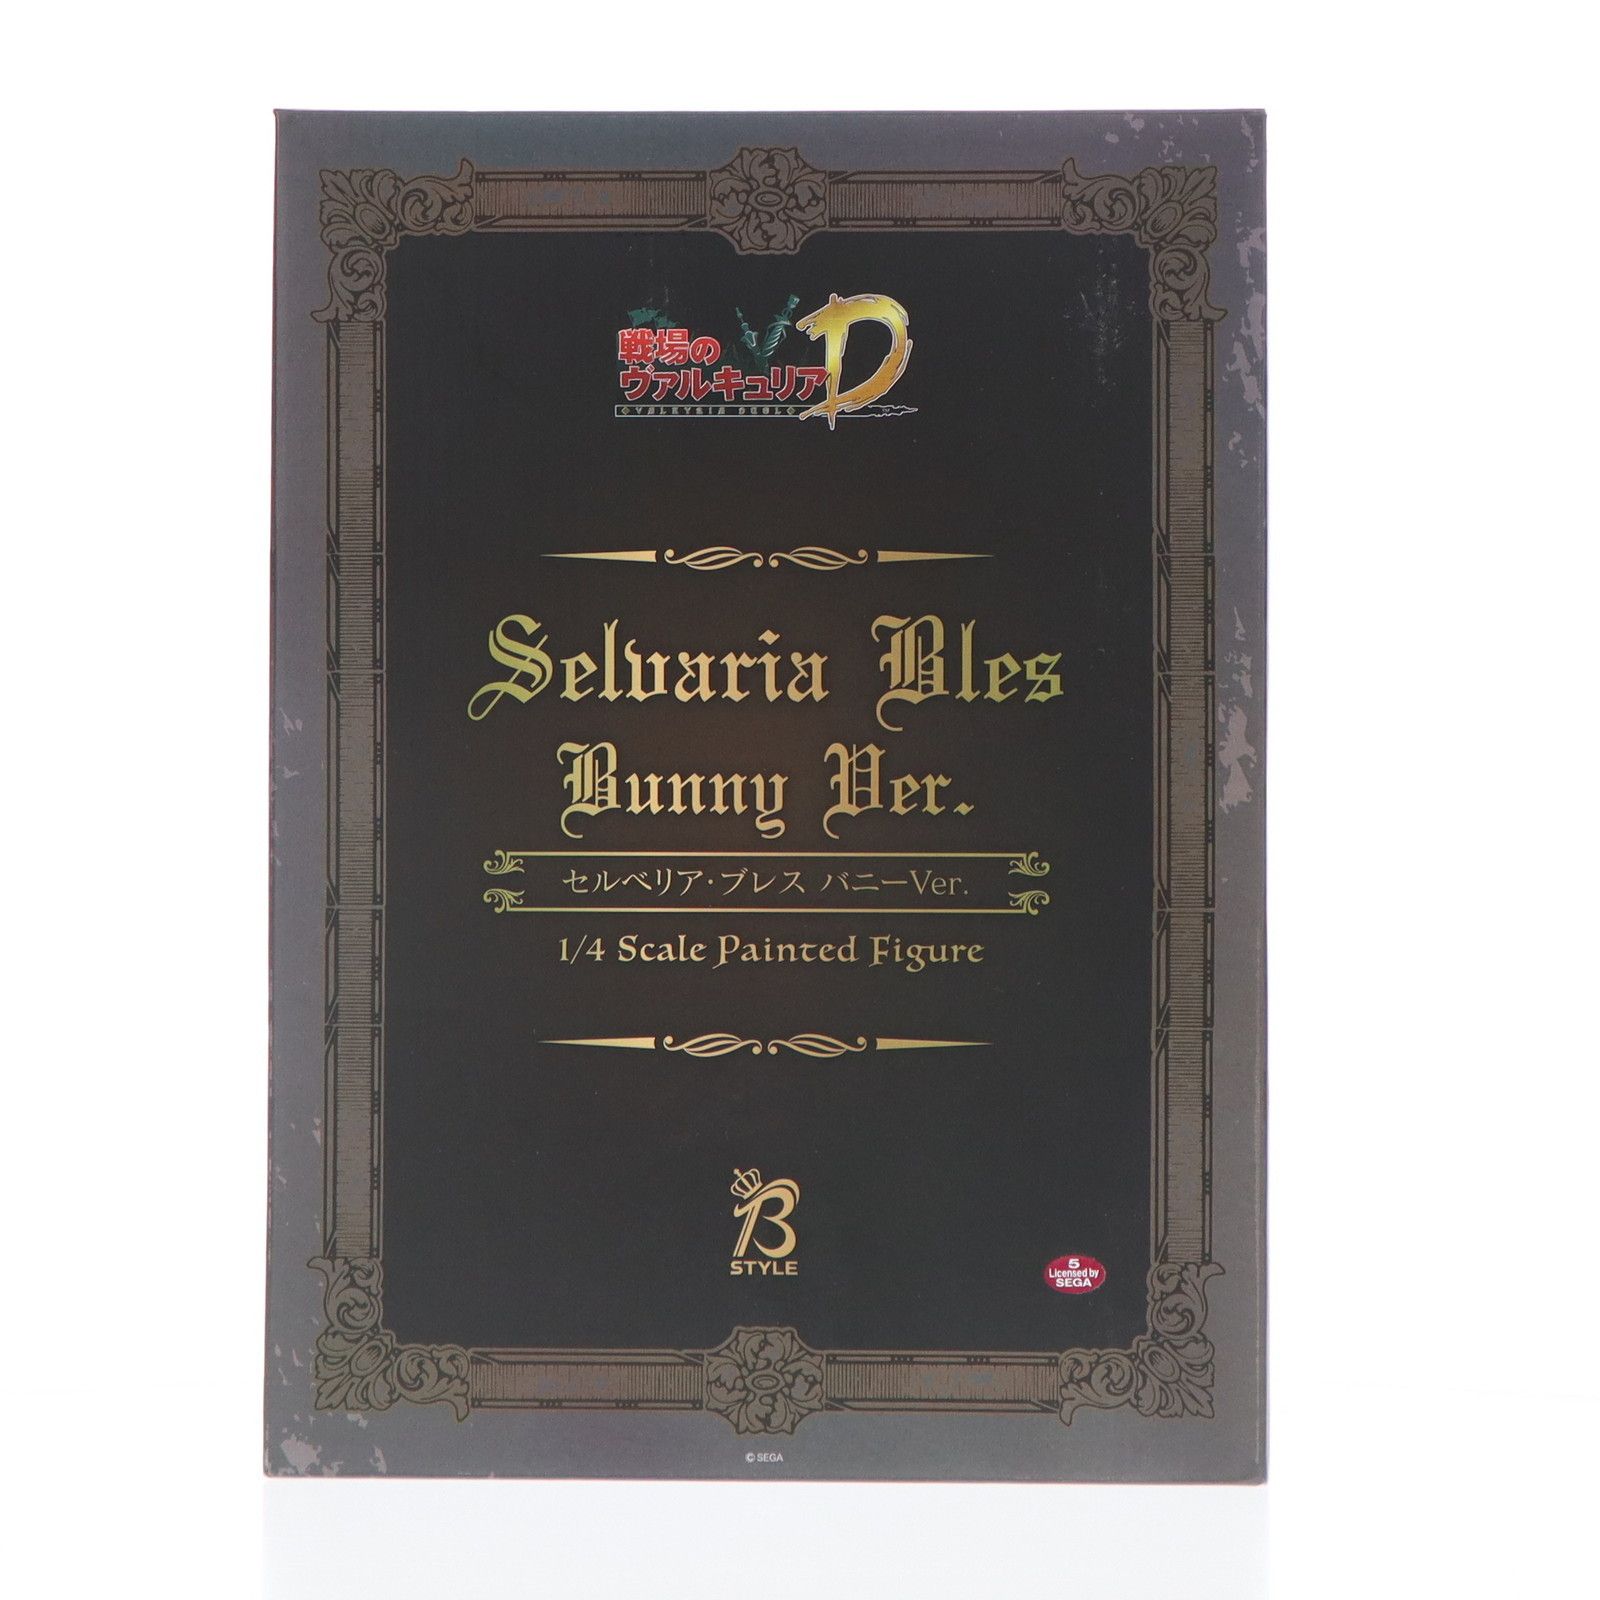 戦場の
ヴァルキュリアD
VALKYRIA DUEL
TM
Selvaria Bles
Bunny Ver.
セルベリア・ブレス バニーVer.
1/4 Scale Painted Figure
B
STYLE
5
Licensed by
SEGA
© SEGA